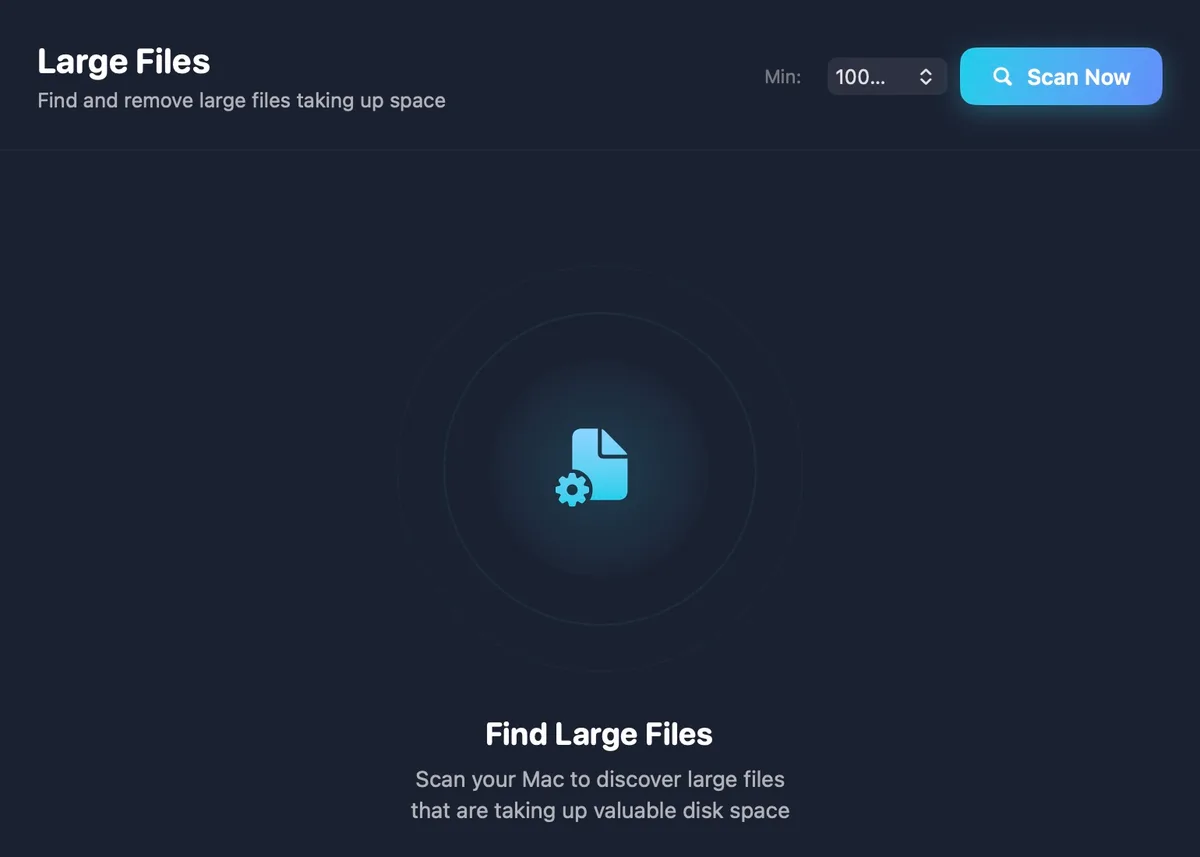 Large Files
Find and remove large files taking up space
Min:
100...
Scan Now
Find Large Files
Scan your Mac to discover large files
that are taking up valuable disk space